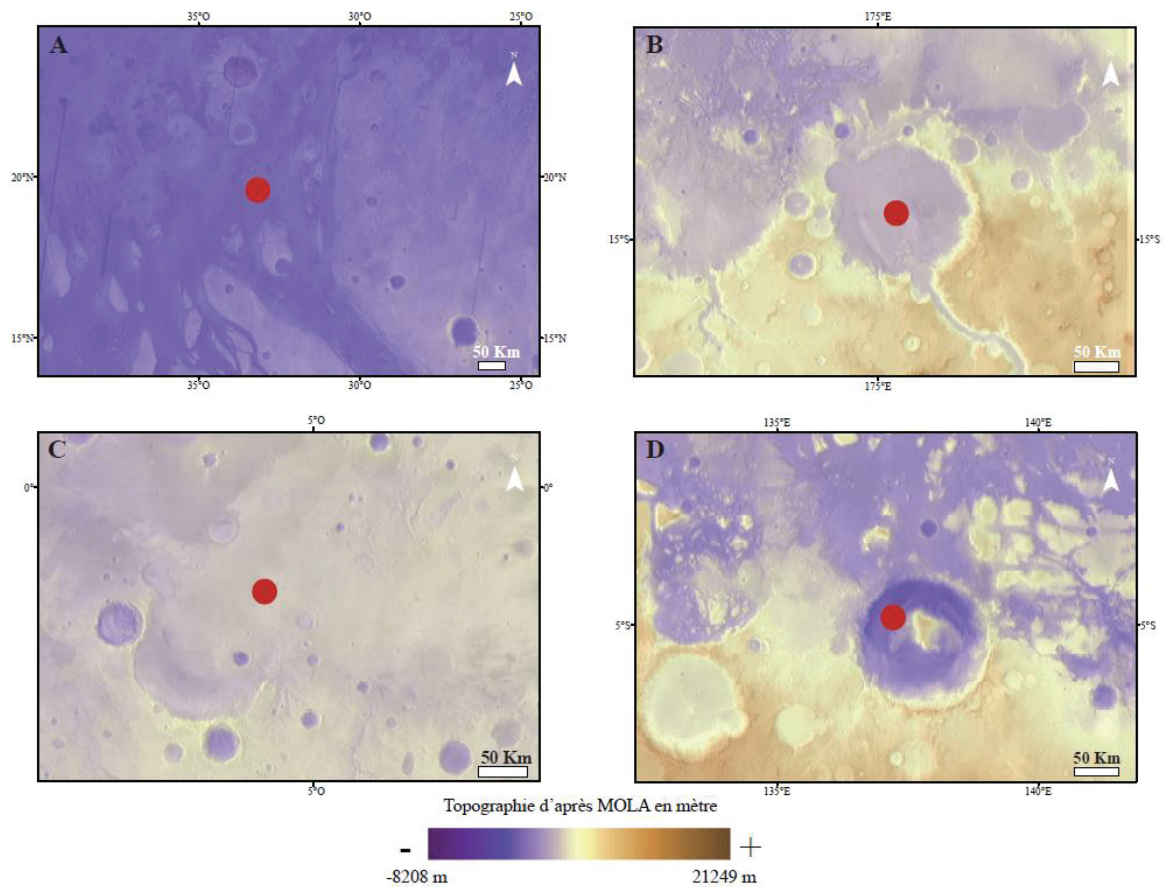 35°O 30°O 25°O 175°E
A B
N N
20°N 20°N
15°S 15°S
15°N 15°N
50 Km 50 Km
35°O 30°O 25°O 175°E
5°O 135°E 140°E
C D
N N
0° 0°
5°S 5°S
50 Km 50 Km
5°O 135°E 140°E
Topographie d'après MOLA en mètre
- +
-8208 m 21249 m